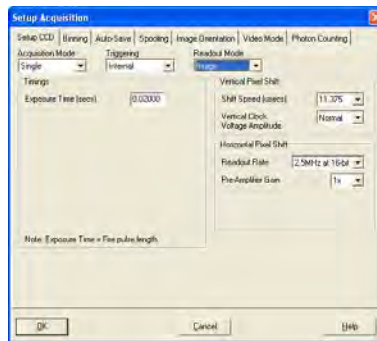 Setup Acquisition
Setup CCD Binning Auto-Save Spooling Image Orientation Video Mode Photon Counting
Acquisition Mode Triggering Readout Mode
Single Internal Image
Timings Vertical Pixel Shift
Exposure Time (secs) 0.02000 Shift Speed (usecs) 11.375
Vertical Clock Normal
Voltage Amplitude
Horizontal Pixel Shift
Readout Rate 2.5MHz at 16-bit
Pre-Amplifier Gain 1x
Note: Exposure Time = Fire pulse length.
OK Cancel Help